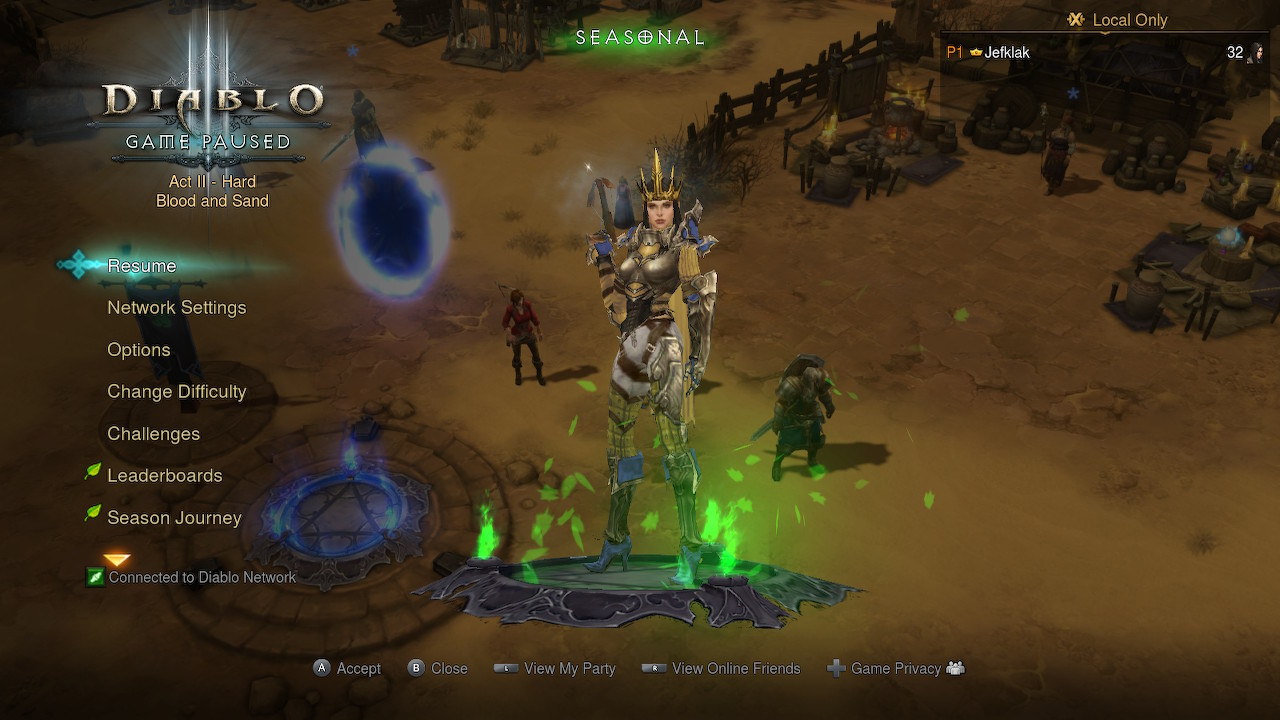 DIABLO
GAME PAUSED
Act II - Hard
Blood and Sand
SEASONAL
Local Only
P1 Jefklak 32
Resume
Network Settings
Options
Change Difficulty
Challenges
Leaderboards
Season Journey
Connected to Diablo Network
A Accept B Close L View My Party R View Online Friends Game Privacy